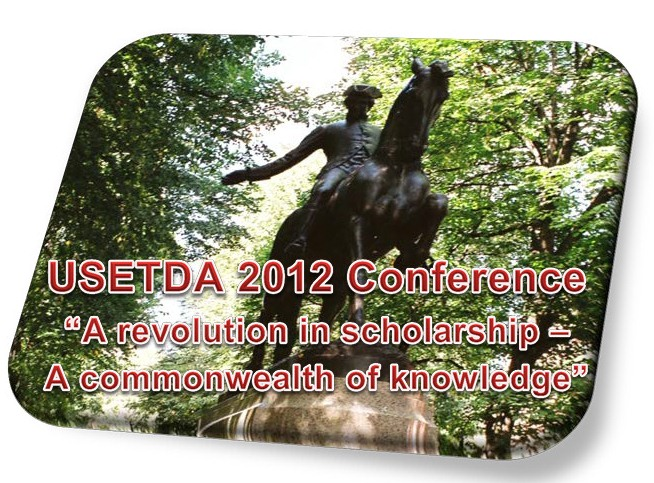 USETDA 2012 Conference
“A revolution in scholarship –
A commonwealth of knowledge”